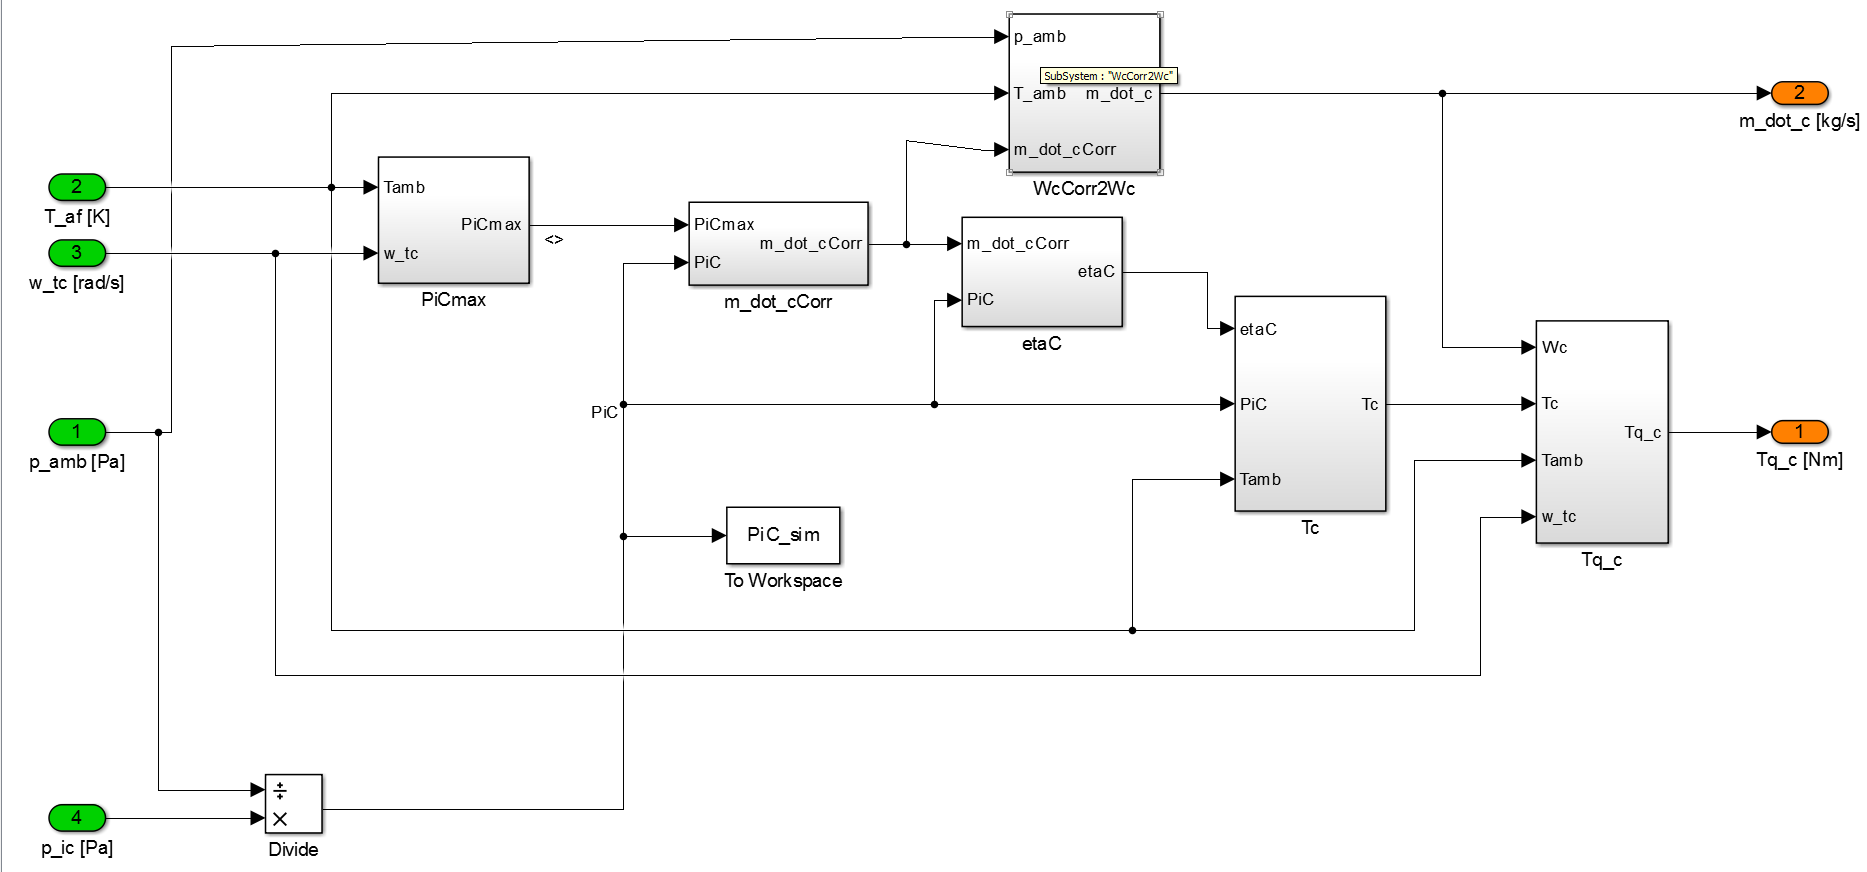 p_amb
SubSystem : "WcCorr2Wc"
T_amb
m_dot_c
m_dot_cCorr
WcCorr2Wc
2
m_dot_c [kg/s]
2
T_af [K]
3
w_tc [rad/s]
Tamb
PiCmax
w_tc
PiCmax
<>
PiCmax
m_dot_cCorr
PiC
m_dot_cCorr
m_dot_cCorr
etaC
PiC
etaC
etaC
PiC
Tc
Tamb
Tc
Wc
Tc
Tq_c
Tamb
w_tc
Tq_c
1
Tq_c [Nm]
1
p_amb [Pa]
PiC
PiC_sim
To Workspace
4
p_ic [Pa]
÷
×
Divide